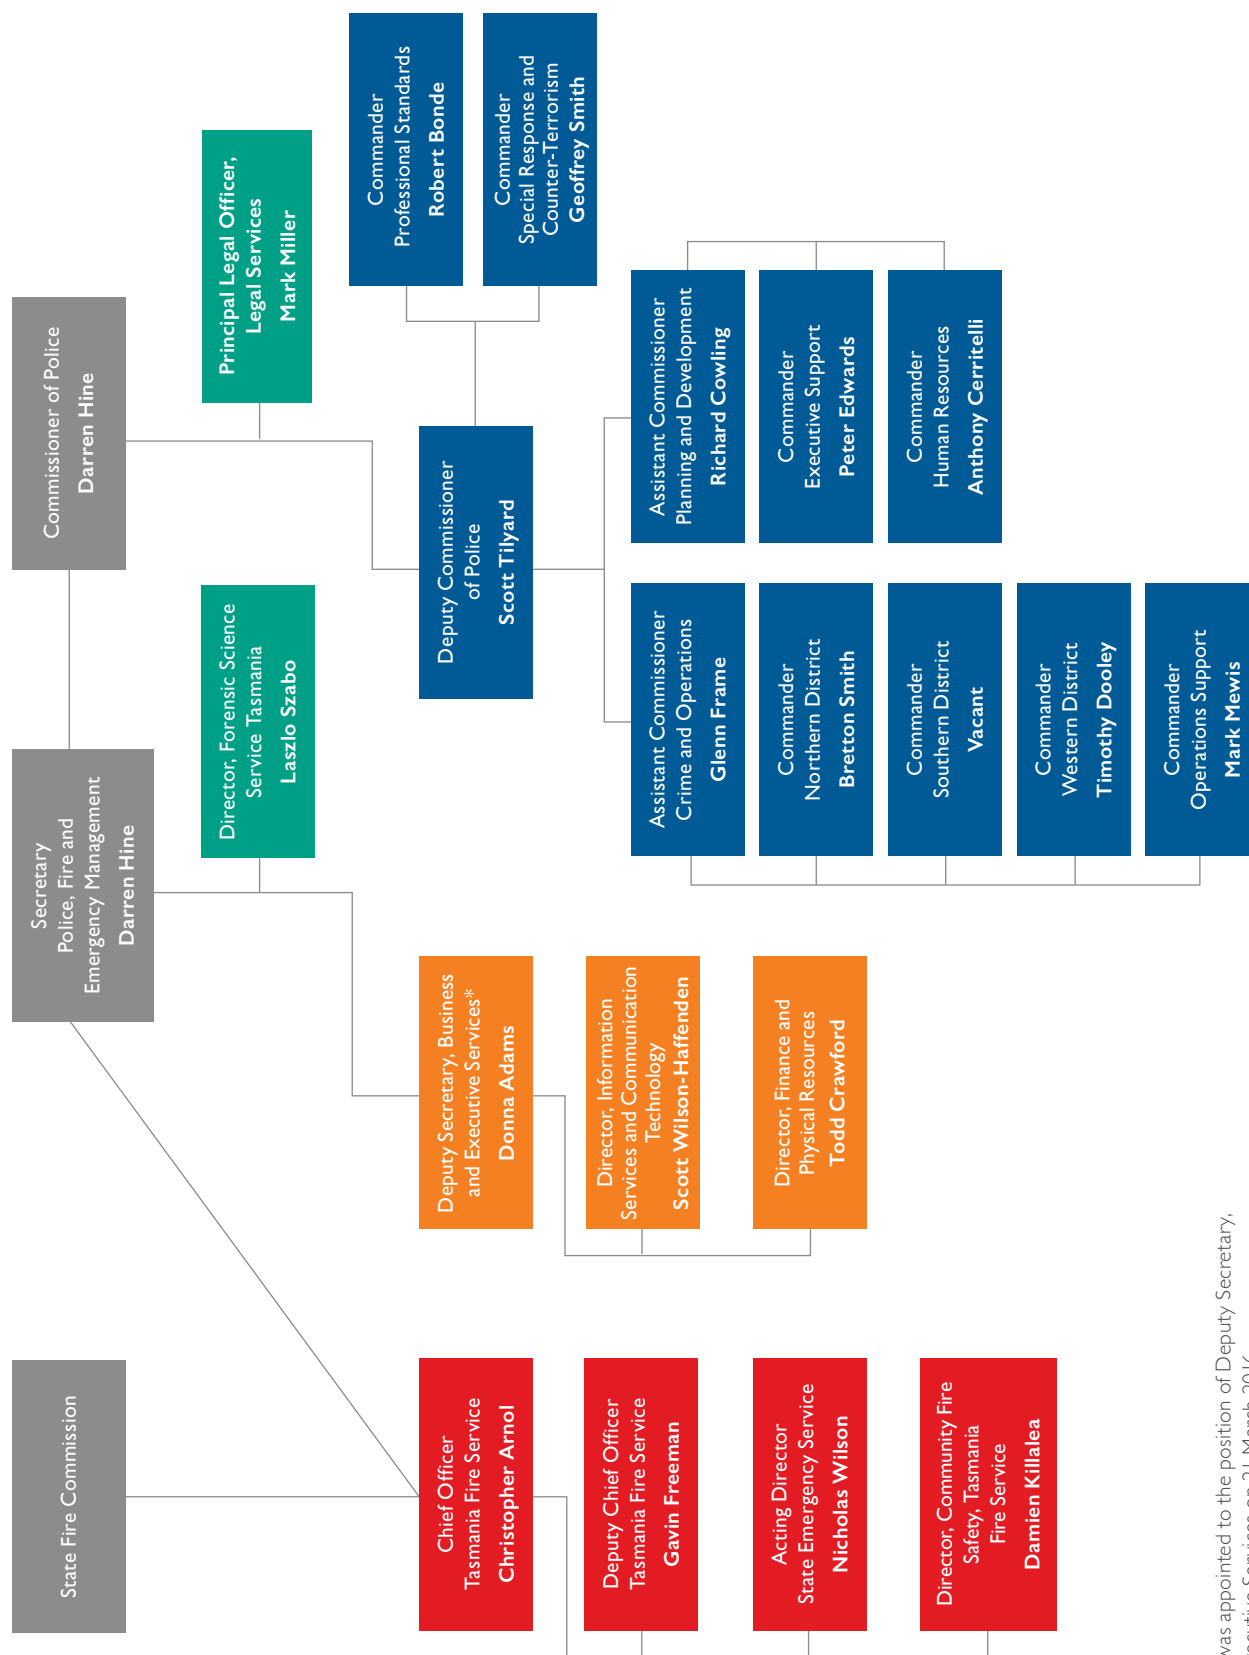 State Fire Commission
Secretary
Police, Fire and
Emergency Management
Darren Hine
Commissioner of Police
Darren Hine
Director, Forensic Science
Service Tasmania
Laszlo Szabo
Principal Legal Officer,
Legal Services
Mark Miller
Chief Officer
Tasmania Fire Service
Christopher Arnol
Deputy Chief Officer
Tasmania Fire Service
Gavin Freeman
Acting Director
State Emergency Service
Nicholas Wilson
Director, Community Fire
Safety, Tasmania
Fire Service
Damien Killalea
Deputy Secretary, Business
and Executive Services*
Donna Adams
Director, Information
Services and Communication
Technology
Scott Wilson-Haffenden
Director, Finance and
Physical Resources
Todd Crawford
Deputy Commissioner
of Police
Scott Tilyard
Commander
Professional Standards
Robert Bonde
Commander
Special Response and
Counter-Terrorism
Geoffrey Smith
Assistant Commissioner
Crime and Operations
Glenn Frame
Commander
Northern District
Bretton Smith
Commander
Southern District
Vacant
Commander
Western District
Timothy Dooley
Commander
Operations Support
Mark Mewis
Assistant Commissioner
Planning and Development
Richard Cowling
Commander
Executive Support
Peter Edwards
Commander
Human Resources
Anthony Cerritelli
was appointed to the position of Deputy Secretary,
Services on 21 March 2016